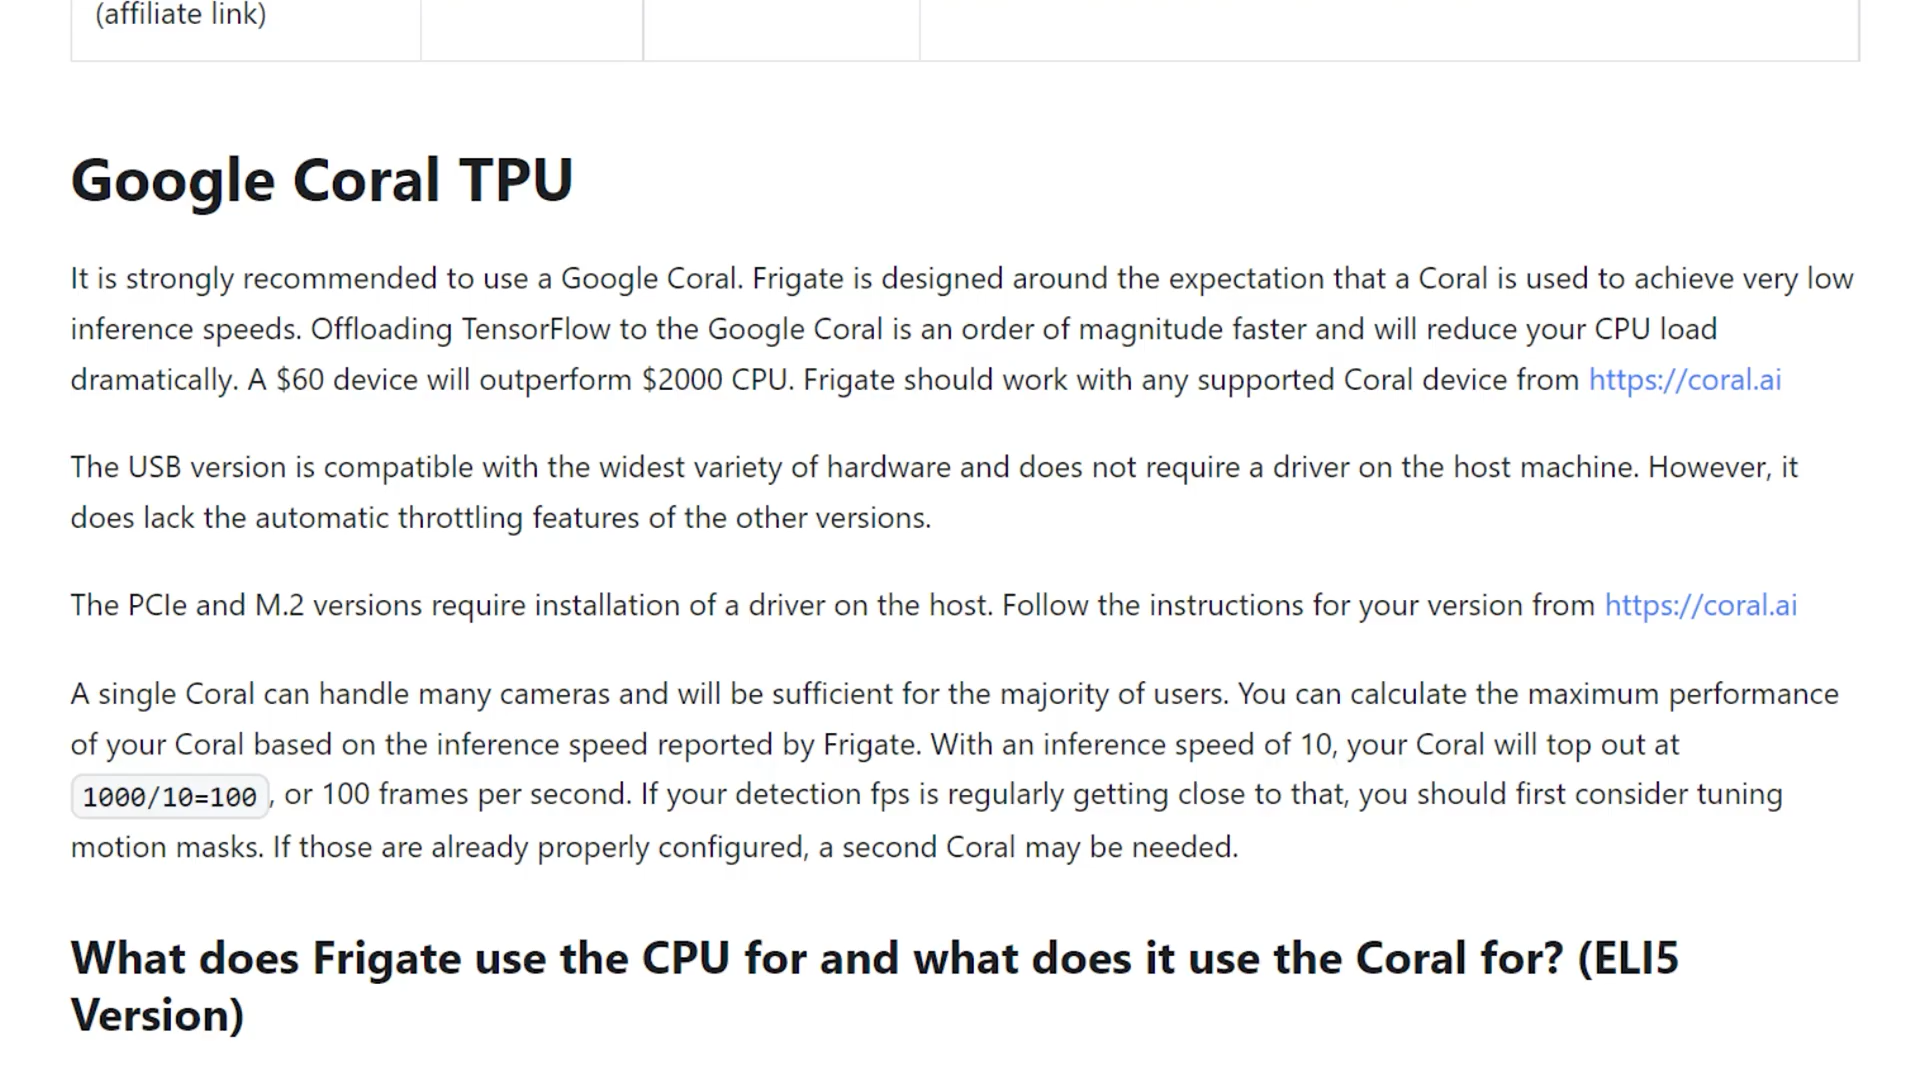 (affiliate link)
Google Coral TPU
It is strongly recommended to use a Google Coral. Frigate is designed around the expectation that a Coral is used to achieve very low
inference speeds. Offloading TensorFlow to the Google Coral is an order of magnitude faster and will reduce your CPU load
dramatically. A $60 device will outperform $2000 CPU. Frigate should work with any supported Coral device from https://coral.ai
The USB version is compatible with the widest variety of hardware and does not require a driver on the host machine. However, it
does lack the automatic throttling features of the other versions.
The PCIe and M.2 versions require installation of a driver on the host. Follow the instructions for your version from https://coral.ai
A single Coral can handle many cameras and will be sufficient for the majority of users. You can calculate the maximum performance
of your Coral based on the inference speed reported by Frigate. With an inference speed of 10, your Coral will top out at
1000/10=100, or 100 frames per second. If your detection fps is regularly getting close to that, you should first consider tuning
motion masks. If those are already properly configured, a second Coral may be needed.
What does Frigate use the CPU for and what does it use the Coral for? (ELI5
Version)